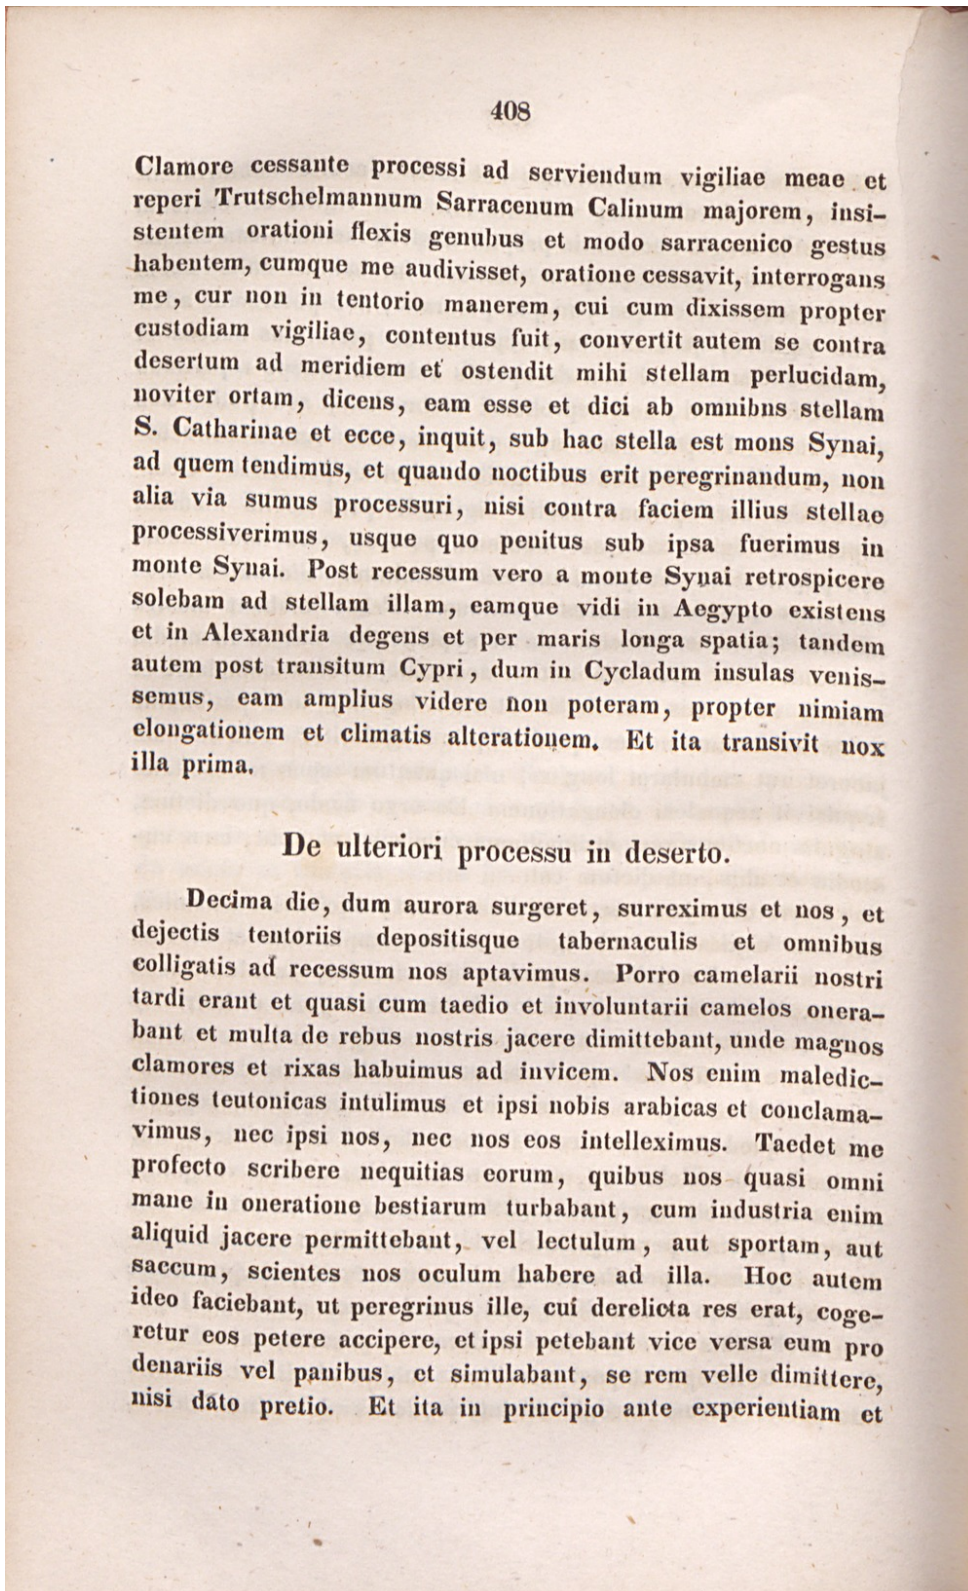 408
Clamore cessante processi ad serviendum vigiliae meae et
reperi Trutschelmannum Sarracenum Calinum majorem, insi-
stentem orationi flexis genubus et modo sarracenico gestus
habentem, cumque me audivisset, oratione cessavit, interrogans
me, cur non in tentorio manerem, cui cum dixissem propter
custodiam vigiliae, contentus fuit, convertit autem se contra
desertum ad meridiem et ostendit mihi stellam perlucidam,
noviter ortam, dicens, eam esse et dici ab omnibns stellam
S. Catharinae et ecce, inquit, sub hac stella est mons Synai,
ad quem tendimus, et quando noctibus erit peregrinandum, non
alia via sumus processuri, nisi contra faciem illius stellae
processiverimus, usque quo penitus sub ipsa fuerimus in
monte Synai. Post recessum vero a monte Synai retrospicere
solebam ad stellam illam, eamque vidi in Aegypto existens
et in Alexandria degens et per maris longa spatia; tandem
autem post transitum Cypri, dum in Cycladum insulas venis-
semus, eam amplius videre non poteram, propter nimiam
elongationem et climatis alterationem. Et ita transivit nox
illa prima.
De ulteriori processu in deserto.
Decima die, dum aurora surgeret, surreximus et nos, et
dejectis tentoriis depositisque tabernaculis et omnibus
colligatis ad recessum nos aptavimus. Porro camelarii nostri
tardi erant et quasi cum taedio et involuntarii camelos onera-
bant et multa de rebus nostris jacere dimittebant, unde magnos
clamores et rixas habuimus ad invicem. Nos enim maledic-
tiones teutonicas intulimus et ipsi nobis arabicas et conclama-
vimus, nec ipsi nos, nec nos eos intelleximus. Taedet me
profecto scribere nequitias eorum, quibus nos quasi omni
mane in oneratione bestiarum turbabant, cum industria enim
aliquid jacere permittebant, vel lectulum, aut sportam, aut
saccum, scientes nos oculum habere ad illa. Hoc autem
ideo faciebant, ut peregrinus ille, cui derelicta res erat, coge-
retur eos petere accipere, et ipsi petebant vice versa eum pro
denariis vel panibus, et simulabant, se rem velle dimittere,
nisi dato pretio. Et ita in principio ante experientiam et